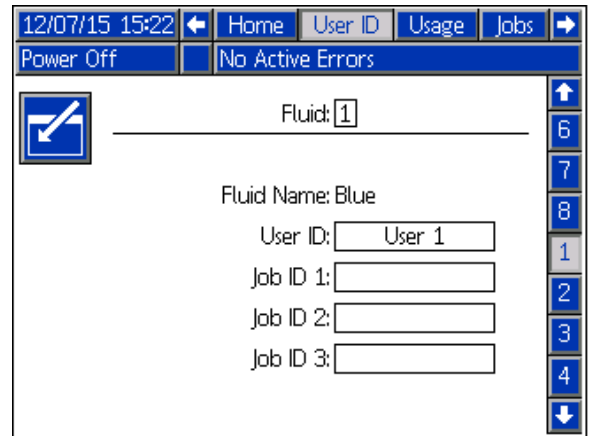 12/07/15 15:22 Home User ID Usage Jobs
Power Off No Active Errors
Fluid: 1
6
7
Fluid Name: Blue
8
User ID: User 1
1
Job ID 1:
2
Job ID 2:
3
Job ID 3:
4